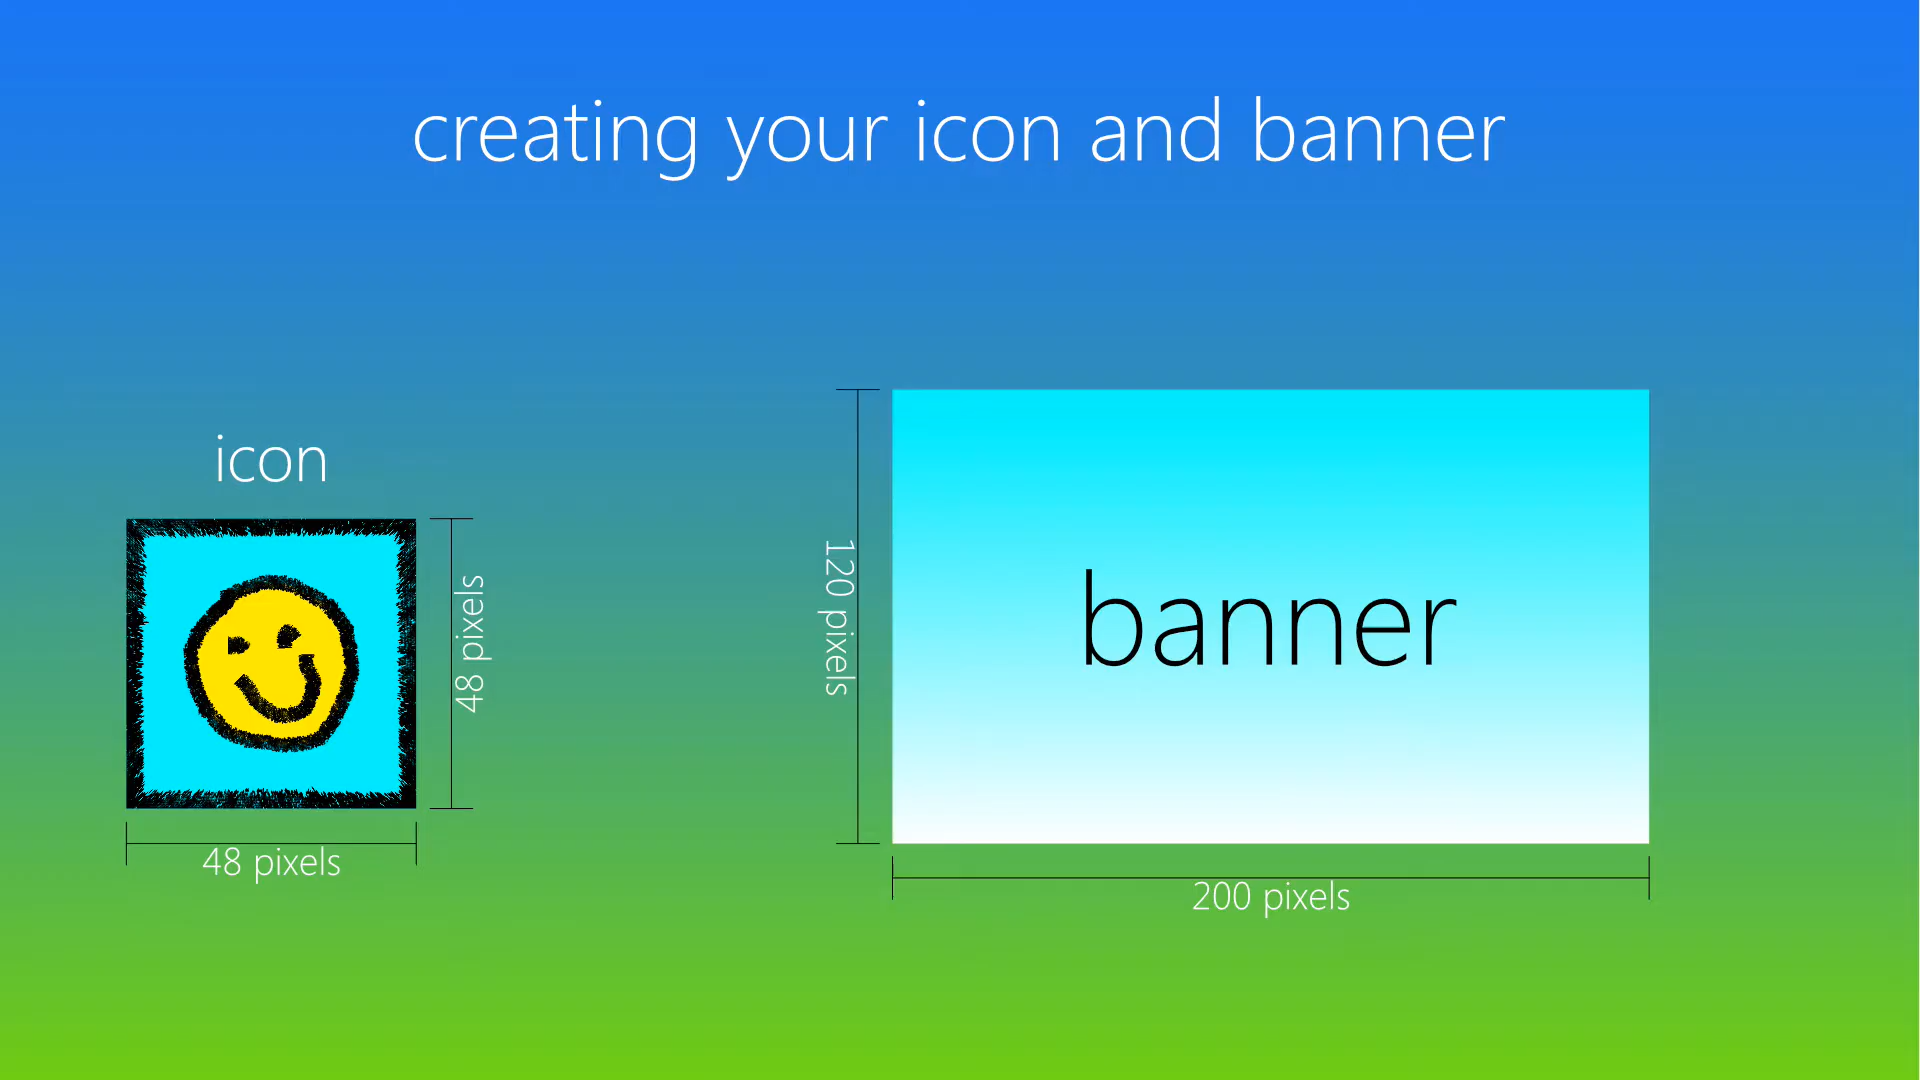 creating your icon and banner
icon
48 pixels
48 pixels
120 pixels
banner
200 pixels